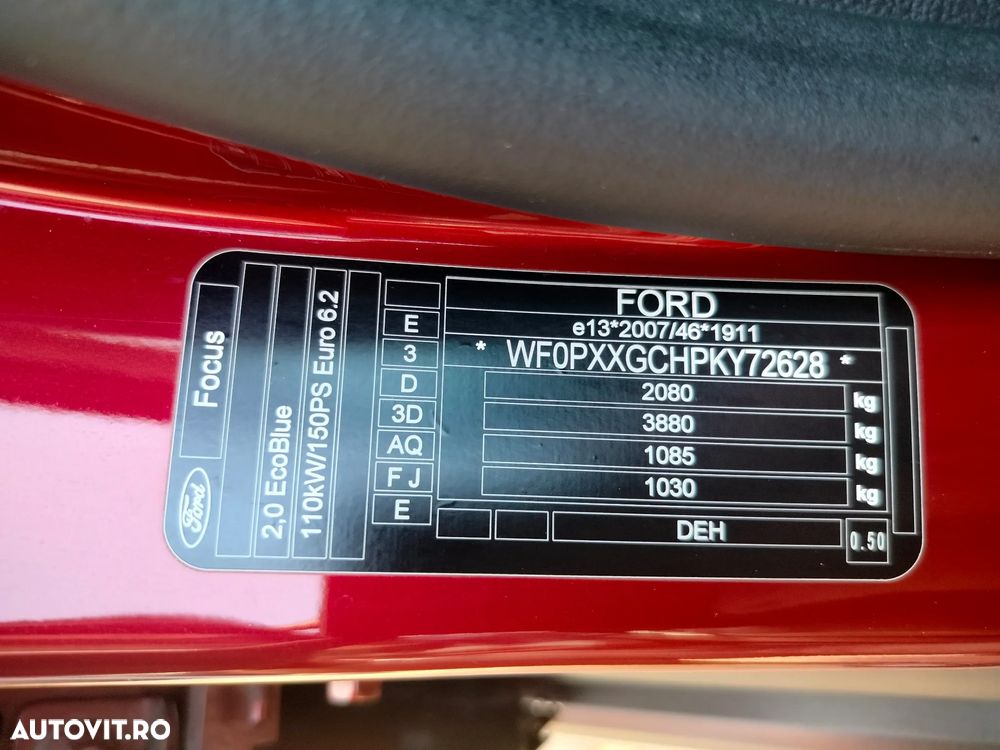 FORD
e13*2007/46*1911
* WF0PXXGCHPKY72628 *
2080 kg
3880 kg
1085 kg
1030 kg
DEH
0.50
E
3
D
3D
AQ
FJ
E
Ford
Focus
2,0 EcoBlue
110kW/150PS Euro 6.2
AUTOVIT.RO